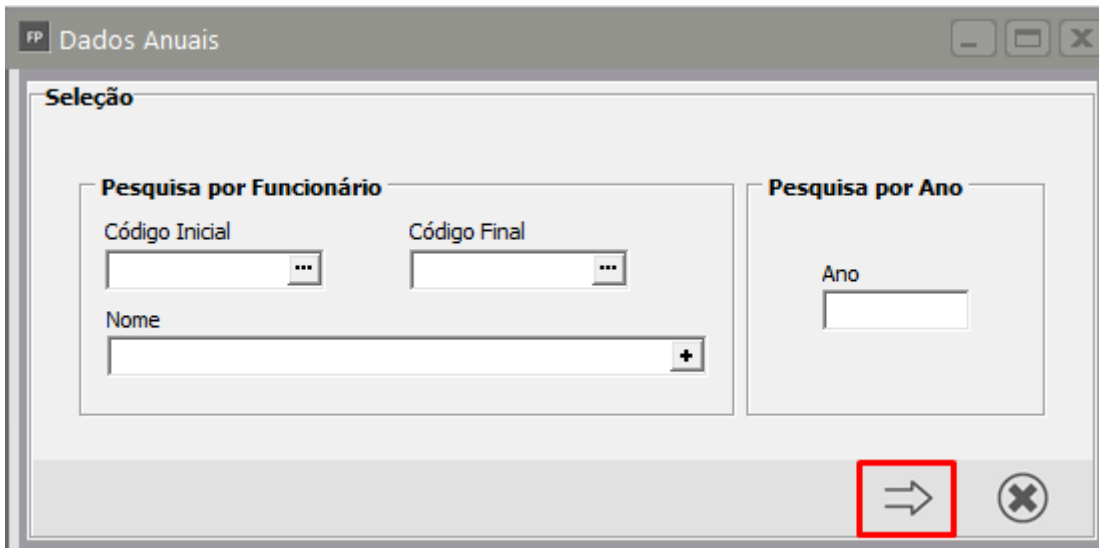 FP Dados Anuais
Seleção
Pesquisa por Funcionário
Código Inicial
Código Final
...
...
Nome
+
Pesquisa por Ano
Ano